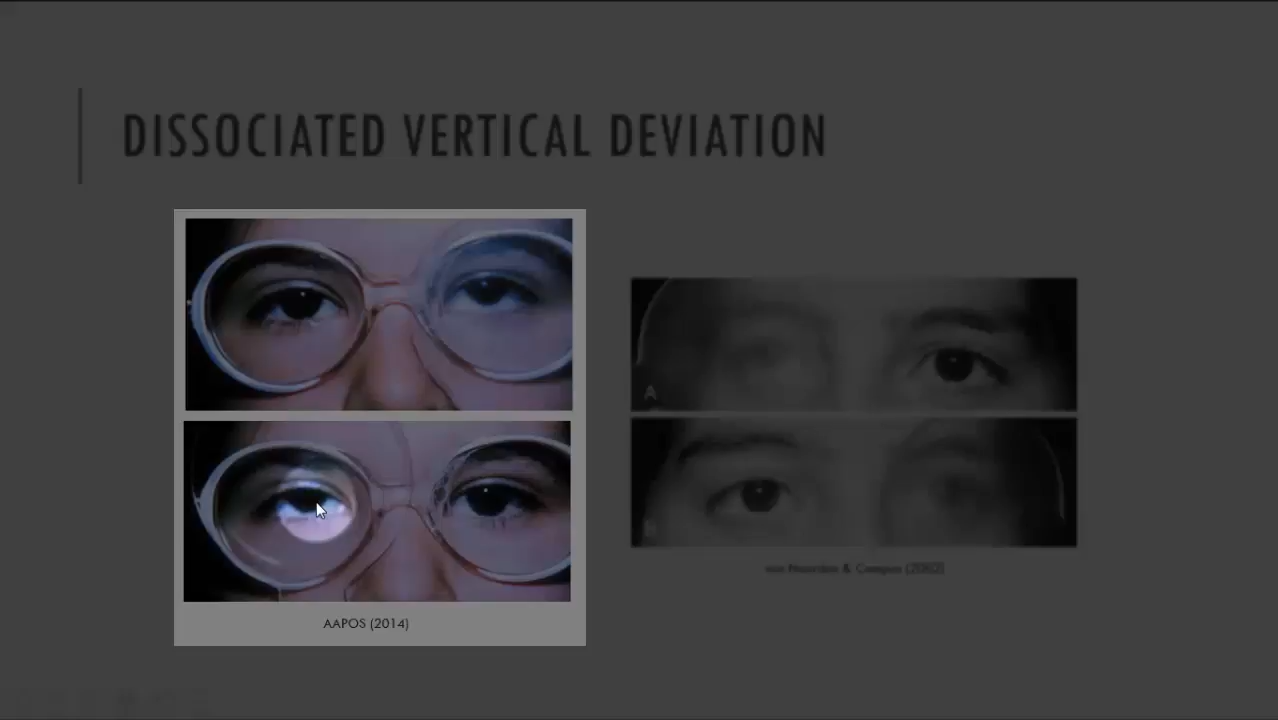 DISSOCIATED VERTICAL DEVIATION
A
AAPOS (2014)